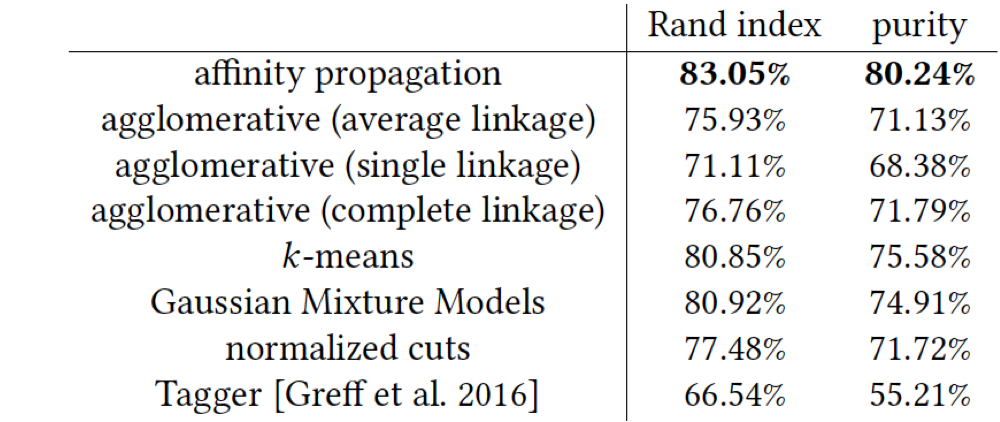 Rand index purity
affinity propagation 83.05% 80.24%
agglomerative (average linkage) 75.93% 71.13%
agglomerative (single linkage) 71.11% 68.38%
agglomerative (complete linkage) 76.76% 71.79%
k-means 80.85% 75.58%
Gaussian Mixture Models 80.92% 74.91%
normalized cuts 77.48% 71.72%
Tagger [Greff et al. 2016] 66.54% 55.21%